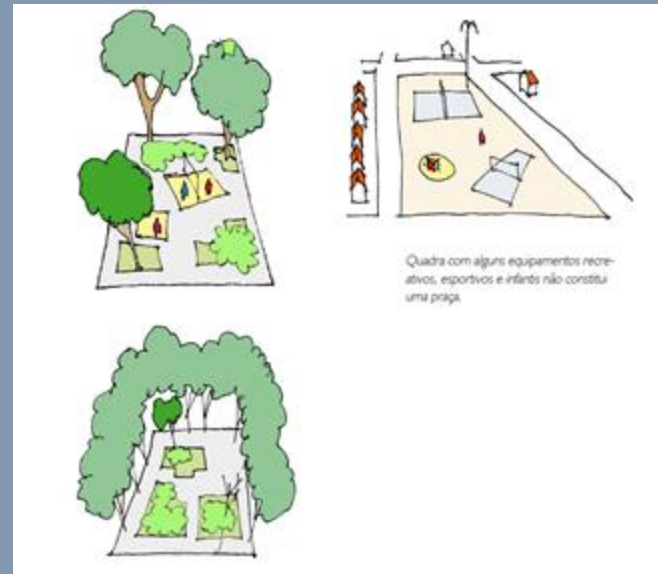 Quadra com alguns equipamentos recre-
ativos, esportivos e infantis não constitui
uma praça.